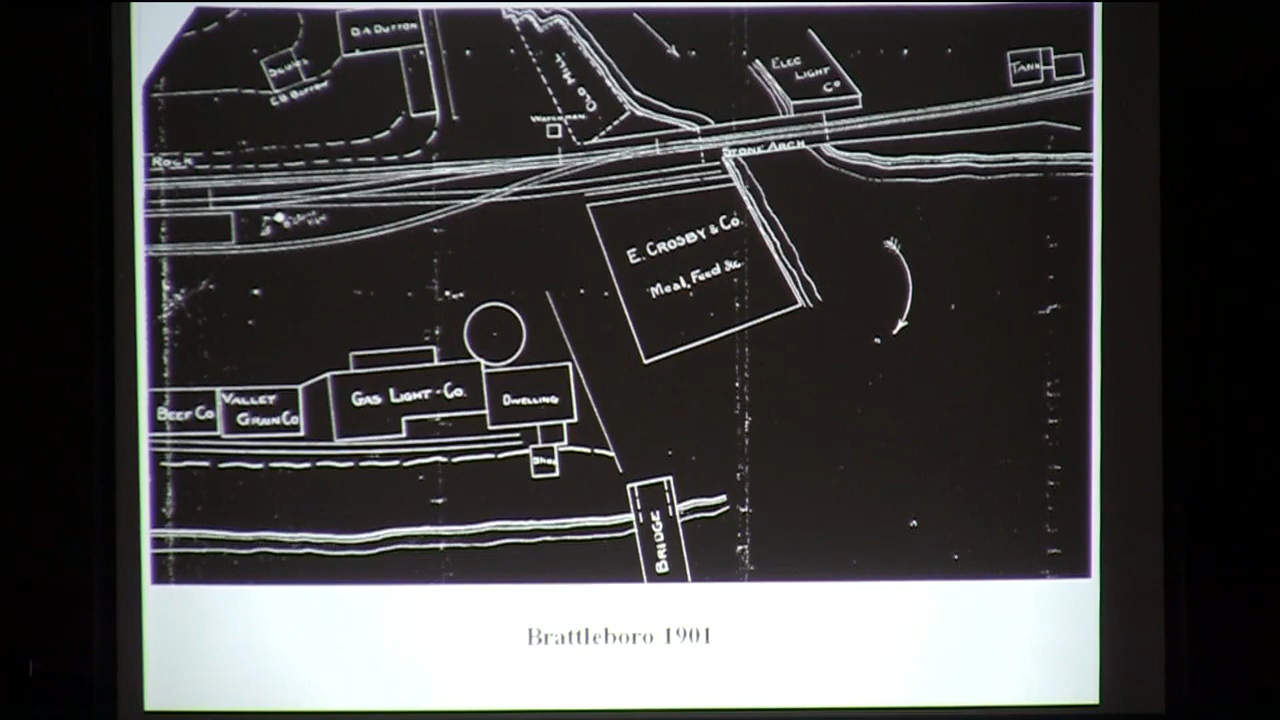 D.A DUTTON
OLD MILL
ELEC
LIGHT
CO
TANK
WATCHMAN
ROCK
STONE ARCH
E. CROSBY & CO.
Meal, Feed &c.
GAS LIGHT-CO.
DWELLING
BEEF CO
VALLEY
GRAIN CO
BRIDGE
Brattleboro 1901